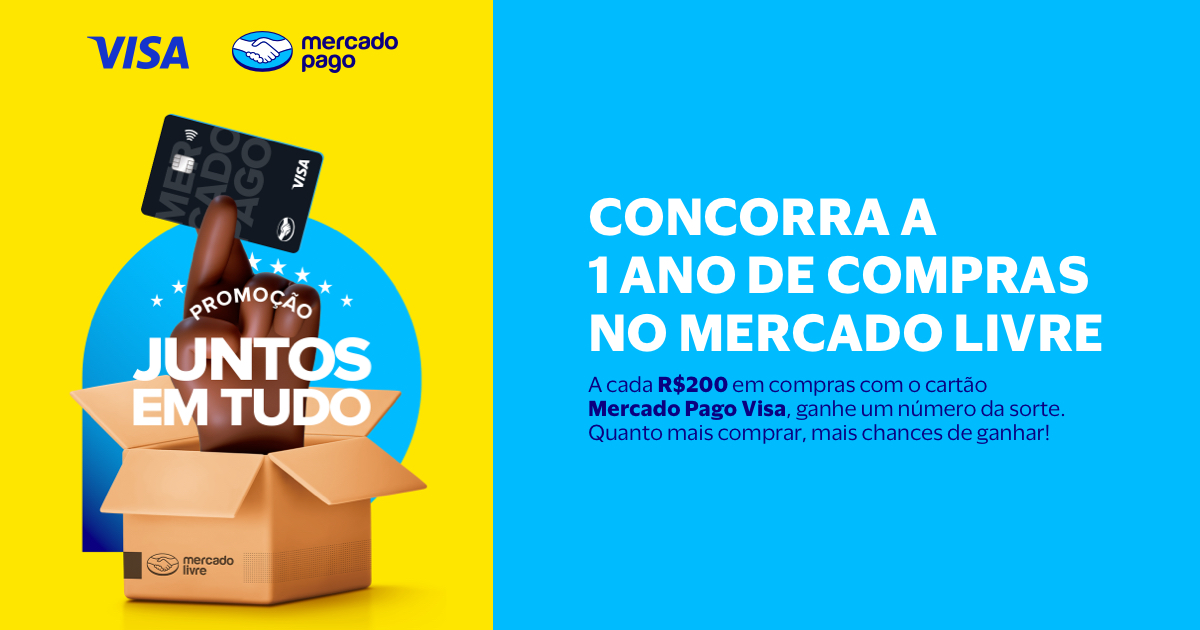 VISA
mercado
pago
MERCADO
PAGO
VISA
PROMOÇÃO
JUNTOS
EM TUDO
mercado
livre
CONCORRA A
1 ANO DE COMPRAS
NO MERCADO LIVRE
A cada R$200 em compras com o cartão
Mercado Pago Visa, ganhe um número da sorte.
Quanto mais comprar, mais chances de ganhar!